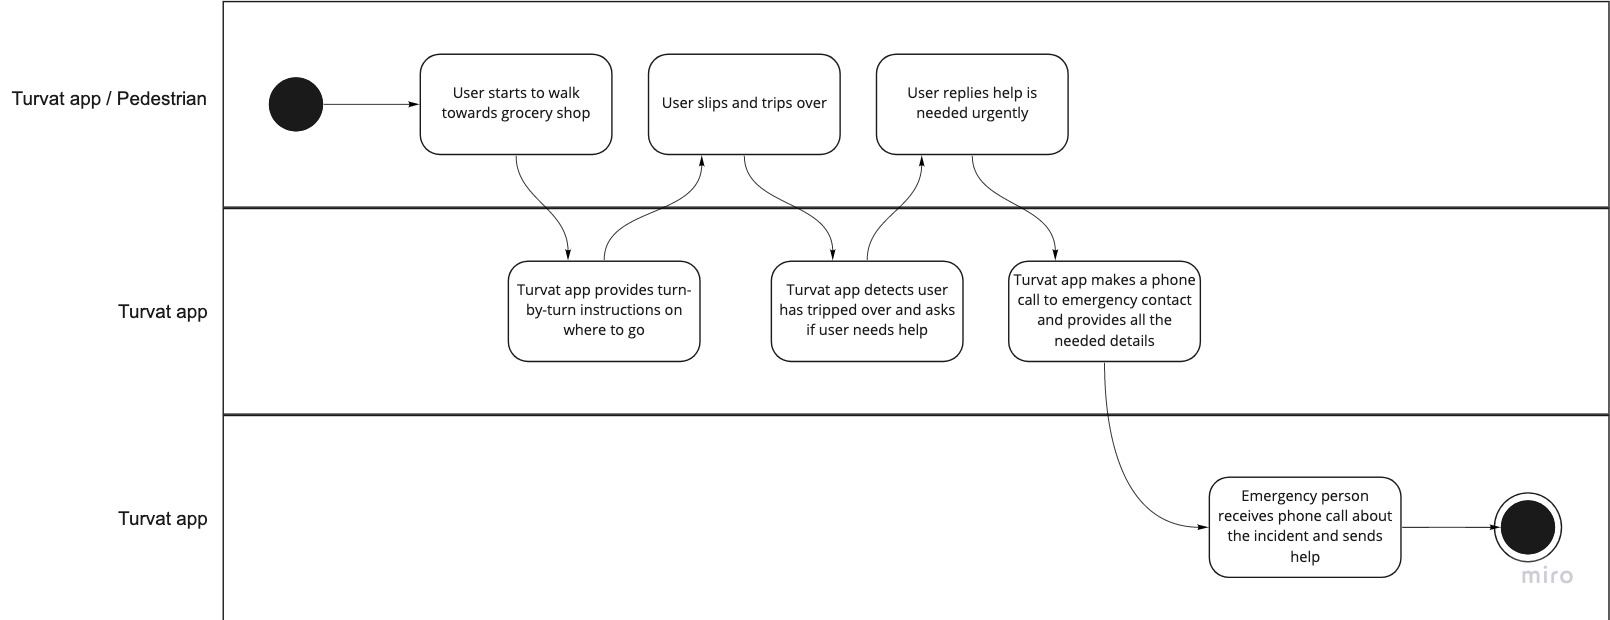 Turvat app / Pedestrian
User starts to walk
towards grocery shop
User slips and trips over
User replies help is
needed urgently
Turvat app
Turvat app provides turn-
by-turn instructions on
where to go
Turvat app detects user
has tripped over and asks
if user needs help
Turvat app makes a phone
call to emergency contact
and provides all the
needed details
Turvat app
Emergency person
receives phone call about
the incident and sends
help
miro